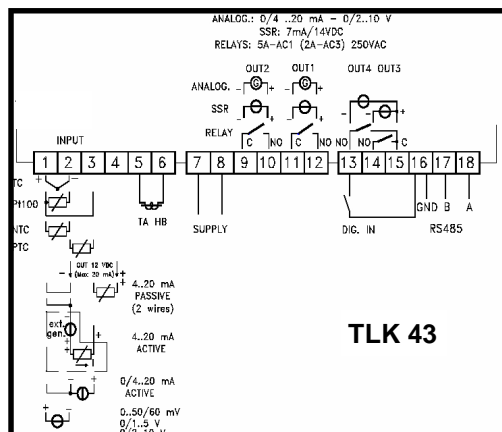 ANALOG.: 0/4 ..20 mA - 0/2..10 V
SSR: 7mA/14VDC
RELAYS: 5A-AC1 (2A-AC3) 250VAC
OUT2 OUT1 OUT4 OUT3
ANALOG. - G + - G +
SSR - + - + - +
RELAY
INPUT C NO C NO NO NO C
1 2 3 4 5 6 7 8 9 10 11 12 13 14 15 16 17 18
TC + -
Pt100
TA HB SUPPLY DIG. IN GND B A
RS485
NTC
PTC
OUT 12 VDC
(Max 20 mA)
4..20 mA
PASSIVE
(2 wires)
ext.
gen.
4..20 mA
ACTIVE
TLK 43
0/4..20 mA
ACTIVE
0..50/60 mV
0/1..5 V
0/2..10 V